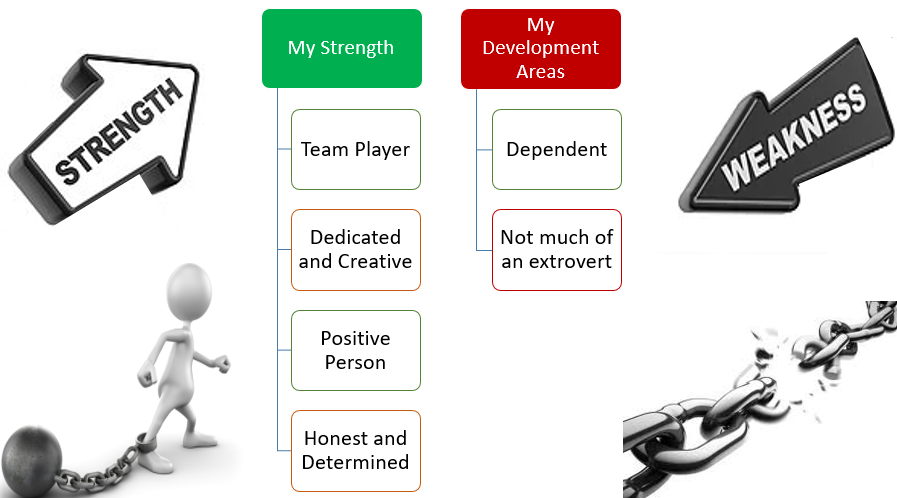 STRENGTH
My Strength
Team Player
Dedicated
and Creative
Positive
Person
Honest and
Determined
My
Development
Areas
Dependent
Not much of
an extrovert
WEAKNESS